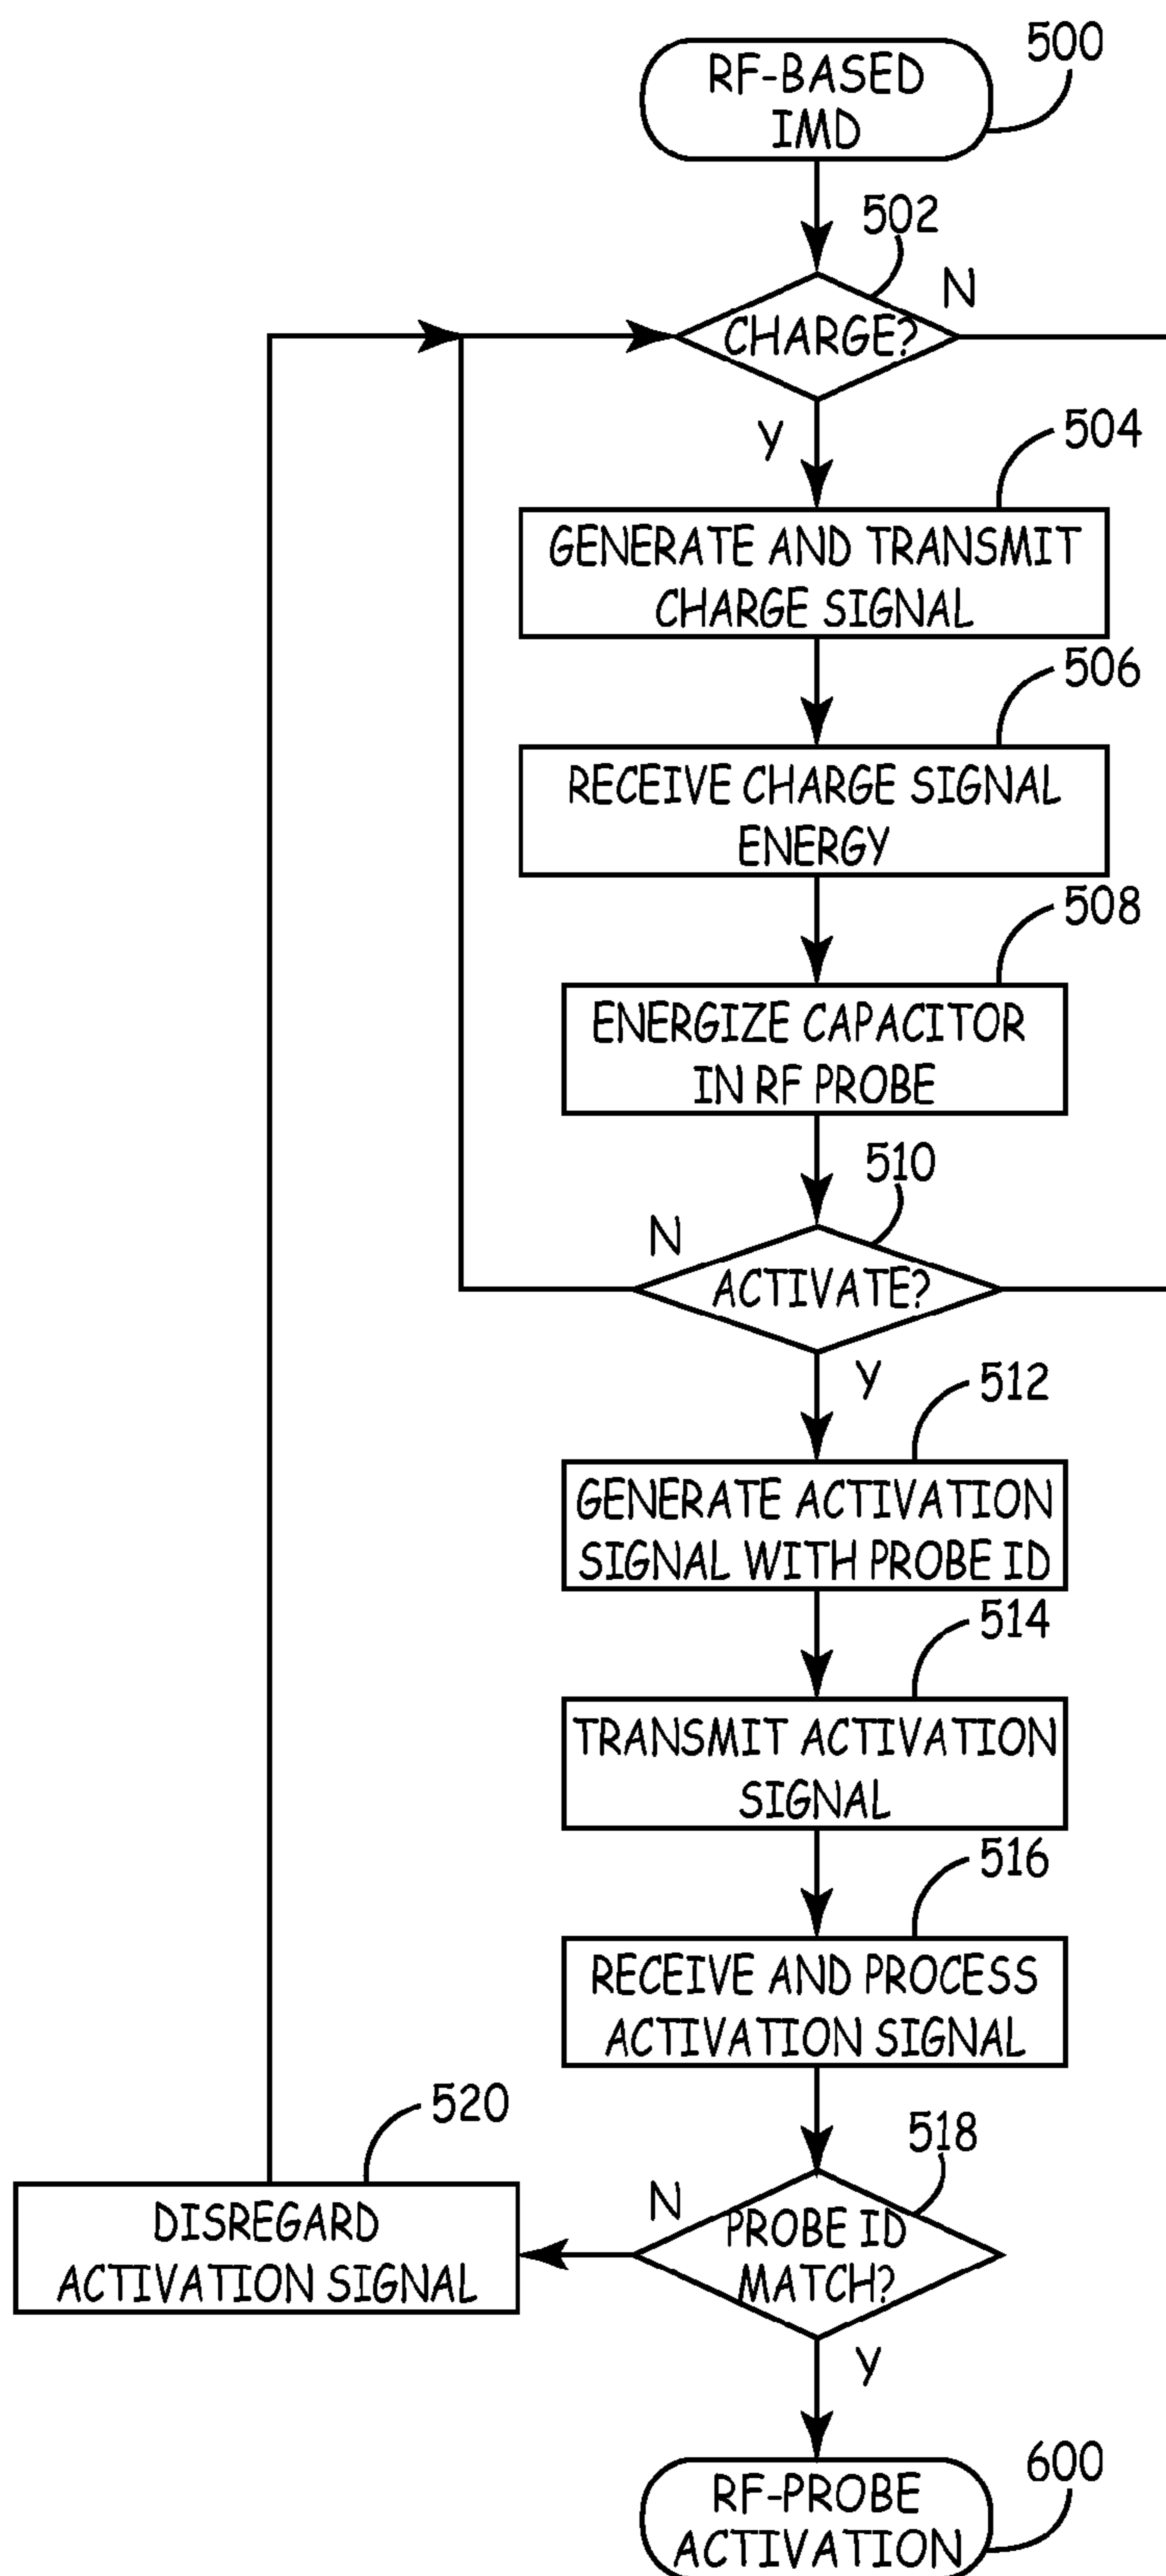 RF-BASED
IMD
500
502
CHARGE?
N
Y
504
GENERATE AND TRANSMIT
CHARGE SIGNAL
506
RECEIVE CHARGE SIGNAL
ENERGY
508
ENERGIZE CAPACITOR
IN RF PROBE
510
N
ACTIVATE?
Y
512
GENERATE ACTIVATION
SIGNAL WITH PROBE ID
514
TRANSMIT ACTIVATION
SIGNAL
516
RECEIVE AND PROCESS
ACTIVATION SIGNAL
520
518
DISREGARD
ACTIVATION SIGNAL
N
PROBE ID
MATCH?
Y
600
RF-PROBE
ACTIVATION